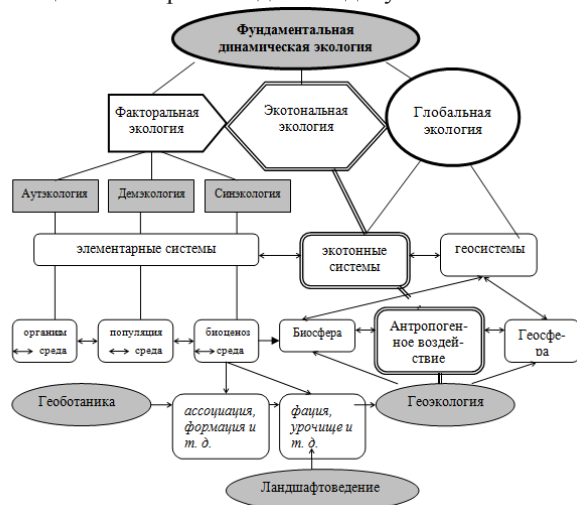 Фундаментальная
динамическая экология
Факторальная
экология
Экотональная
экология
Глобальная
экология
Аутэкология
Демэкология
Синэкология
элементарные системы
экотонные
системы
геосистемы
организм
среда
популяция
среда
биоценоз
среда
Биосфера
Антропоген-
ное воздей-
ствие
Геосфе-
ра
Геоботаника
ассоциация,
формация и
т. д.
фация,
урочище и
т. д.
Геоэкология
Ландшафтоведение